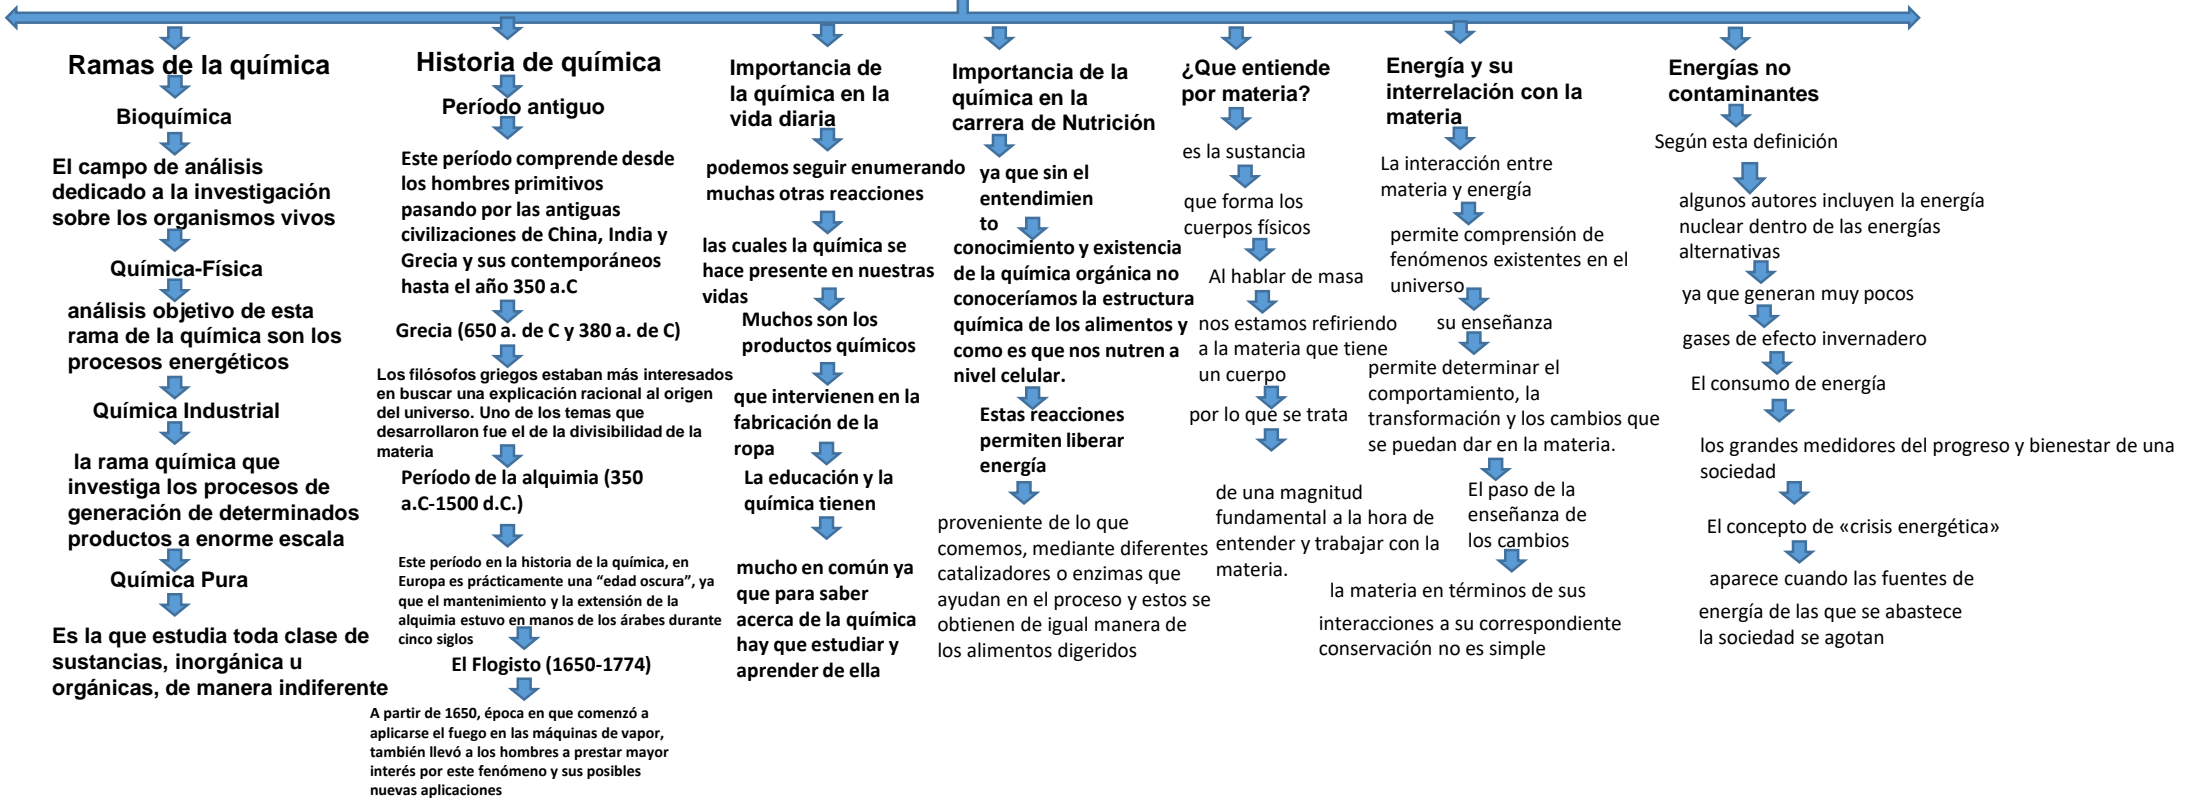 Ramas de la química
Bioquímica
El campo de análisis
dedicado a la investigación
sobre los organismos vivos
Química-Física
análisis objetivo de esta
rama de la química son los
procesos energéticos
Química Industrial
la rama química que
investiga los procesos de
generación de determinados
productos a enorme escala
Química Pura
Es la que estudia toda clase de
sustancias, inorgánica u
orgánicas, de manera indiferente
Historia de química
Período antiguo
Este período comprende desde
los hombres primitivos
pasando por las antiguas
civilizaciones de China, India y
Grecia y sus contemporáneos
hasta el año 350 a.C
Grecia (650 a. de C y 380 a. de C)
Los filósofos griegos estaban más interesados
en buscar una explicación racional al origen
del universo. Uno de los temas que
desarrollaron fue el de la divisibilidad de la
materia
Período de la alquimia (350
a.C-1500 d.C.)
Este período en la historia de la química, en
Europa es prácticamente una “edad oscura”, ya
que el mantenimiento y la extensión de la
alquimia estuvo en manos de los árabes durante
cinco siglos
El Flogisto (1650-1774)
A partir de 1650, época en que comenzó a
aplicarse el fuego en las máquinas de vapor,
también llevó a los hombres a prestar mayor
interés por este fenómeno y sus posibles
nuevas aplicaciones
Importancia de
la química en la
vida diaria
podemos seguir enumerando
muchas otras reacciones
las cuales la química se
hace presente en nuestras
vidas
Muchos son los
productos químicos
que intervienen en la
fabricación de la
ropa
La educación y la
química tienen
mucho en común ya
que para saber
acerca de la química
hay que estudiar y
aprender de ella
Importancia de la
química en la
carrera de Nutrición
ya que sin el
entendimien
to
conocimiento y existencia
de la química orgánica no
conoceríamos la estructura
química de los alimentos y
como es que nos nutren a
nivel celular.
Estas reacciones
permiten liberar
energía
proveniente de lo que
comemos, mediante diferentes
catalizadores o enzimas que
ayudan en el proceso y estos se
obtienen de igual manera de
los alimentos digeridos
¿Que entiende
por materia?
es la sustancia
que forma los
cuerpos físicos
Al hablar de masa
nos estamos refiriendo
a la materia que tiene
un cuerpo
por lo que se trata
de una magnitud
fundamental a la hora de
entender y trabajar con la
materia.
Energía y su
interrelación con la
materia
La interacción entre
materia y energía
permite comprensión de
fenómenos existentes en el
universo
su enseñanza
permite determinar el
comportamiento, la
transformación y los cambios que
se puedan dar en la materia.
El paso de la
enseñanza de
los cambios
la materia en términos de sus
interacciones a su correspondiente
conservación no es simple
Energías no
contaminantes
Según esta definición
algunos autores incluyen la energía
nuclear dentro de las energías
alternativas
ya que generan muy pocos
gases de efecto invernadero
El consumo de energía
los grandes medidores del progreso y bienestar de una
sociedad
El concepto de «crisis energética»
aparece cuando las fuentes de
energía de las que se abastece
la sociedad se agotan